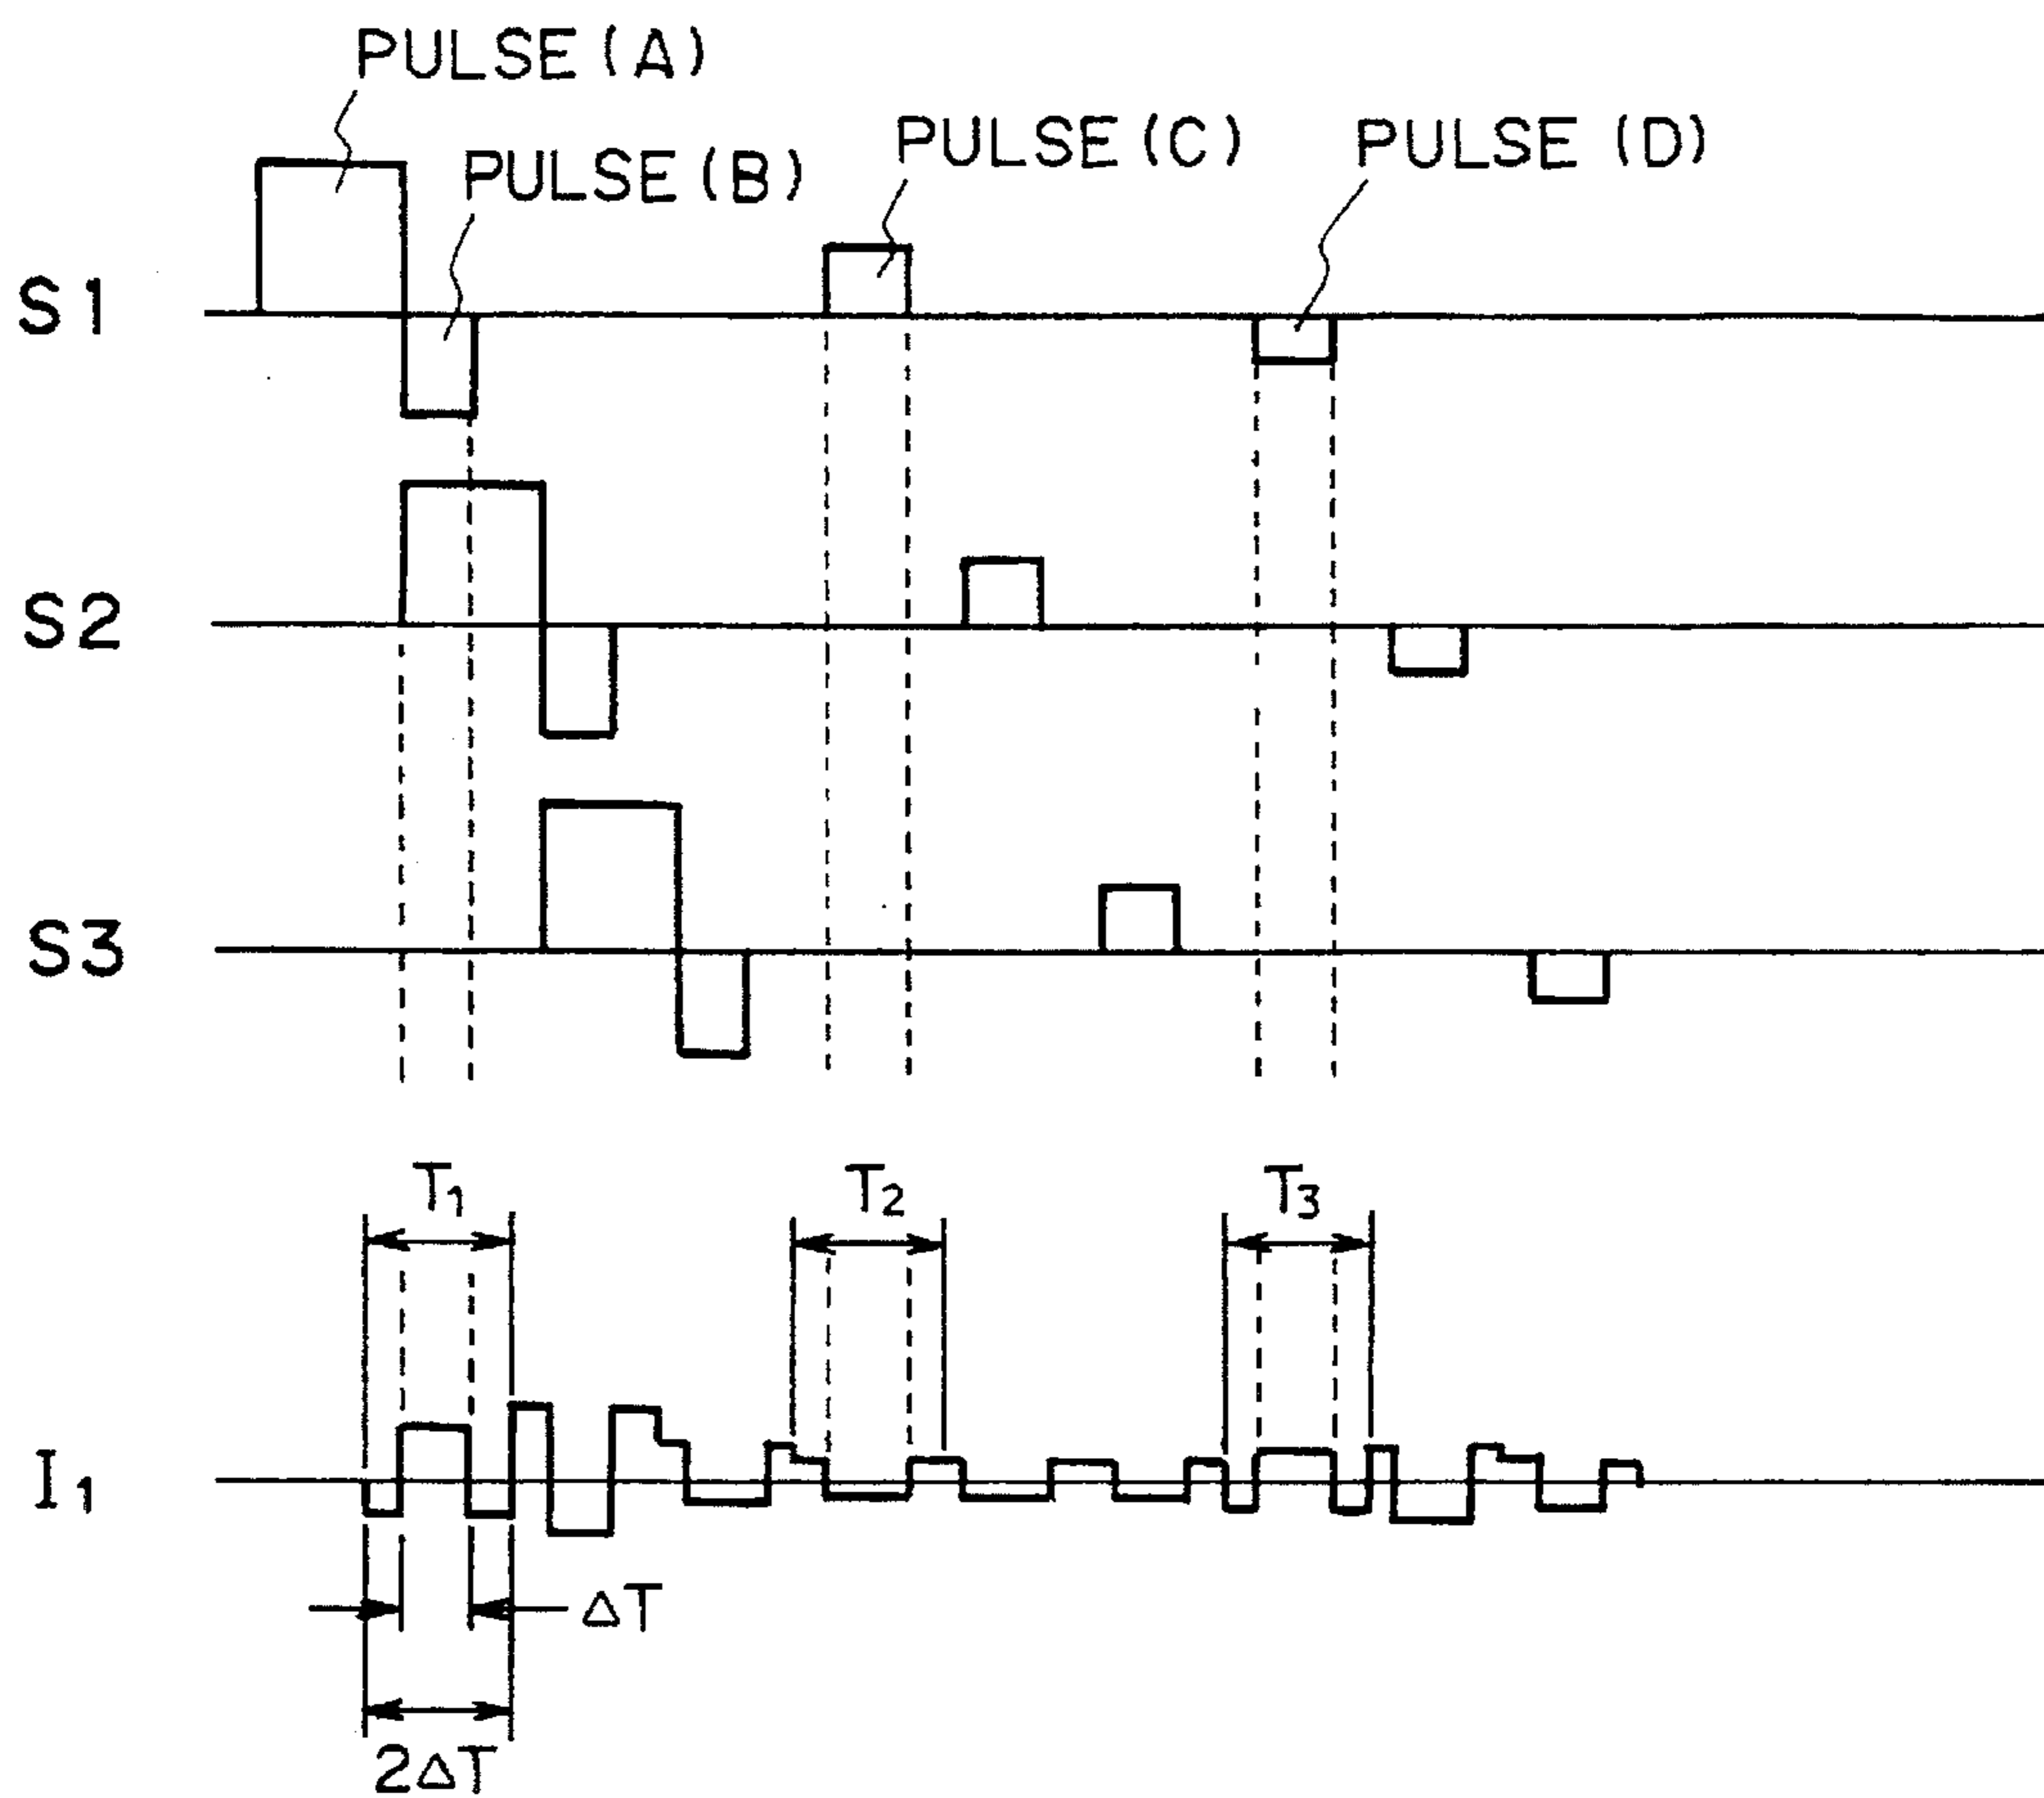 PULSE (A)
PULSE (B)
PULSE (C)
PULSE (D)
S1
S2
S3
T1
T2
T3
I1
ΔT
2ΔT